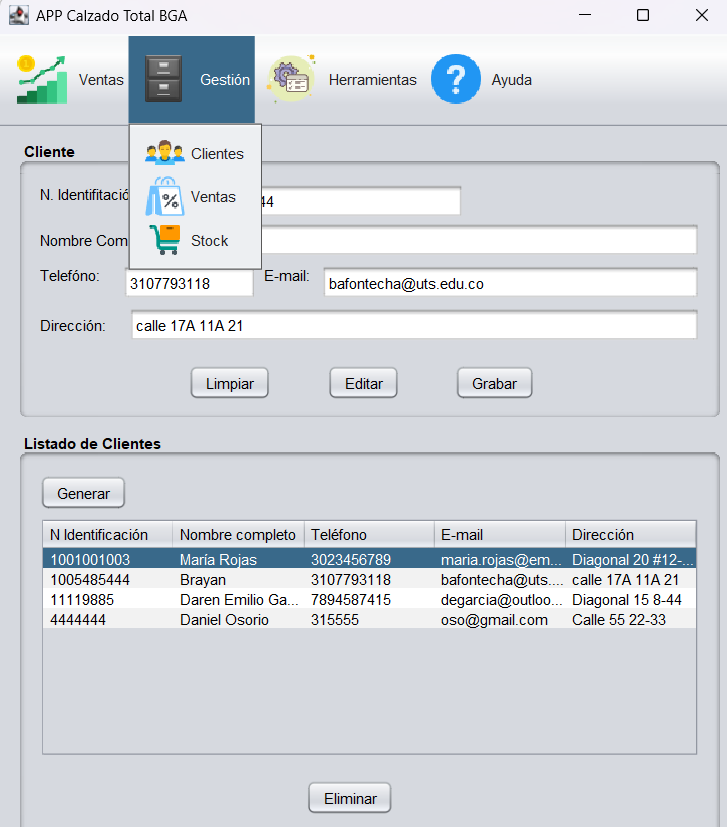 APP Calzado Total BGA
Ventas Gestión Herramientas Ayuda
Clientes
Ventas
Stock
Cliente
N. Identifitació 44
Nombre Com
Telefóno: 3107793118 E-mail: bafontecha@uts.edu.co
Dirección: calle 17A 11A 21
Limpiar Editar Grabar
Listado de Clientes
Generar
N Identificación Nombre completo Teléfono E-mail Dirección
1001001003 María Rojas 3023456789 maria.rojas@em... Diagonal 20 #12-...
1005485444 Brayan 3107793118 bafontecha@uts.... calle 17A 11A 21
11119885 Daren Emilio Ga... 7894587415 degarcia@outloo... Diagonal 15 8-44
4444444 Daniel Osorio 315555 oso@gmail.com Calle 55 22-33
Eliminar